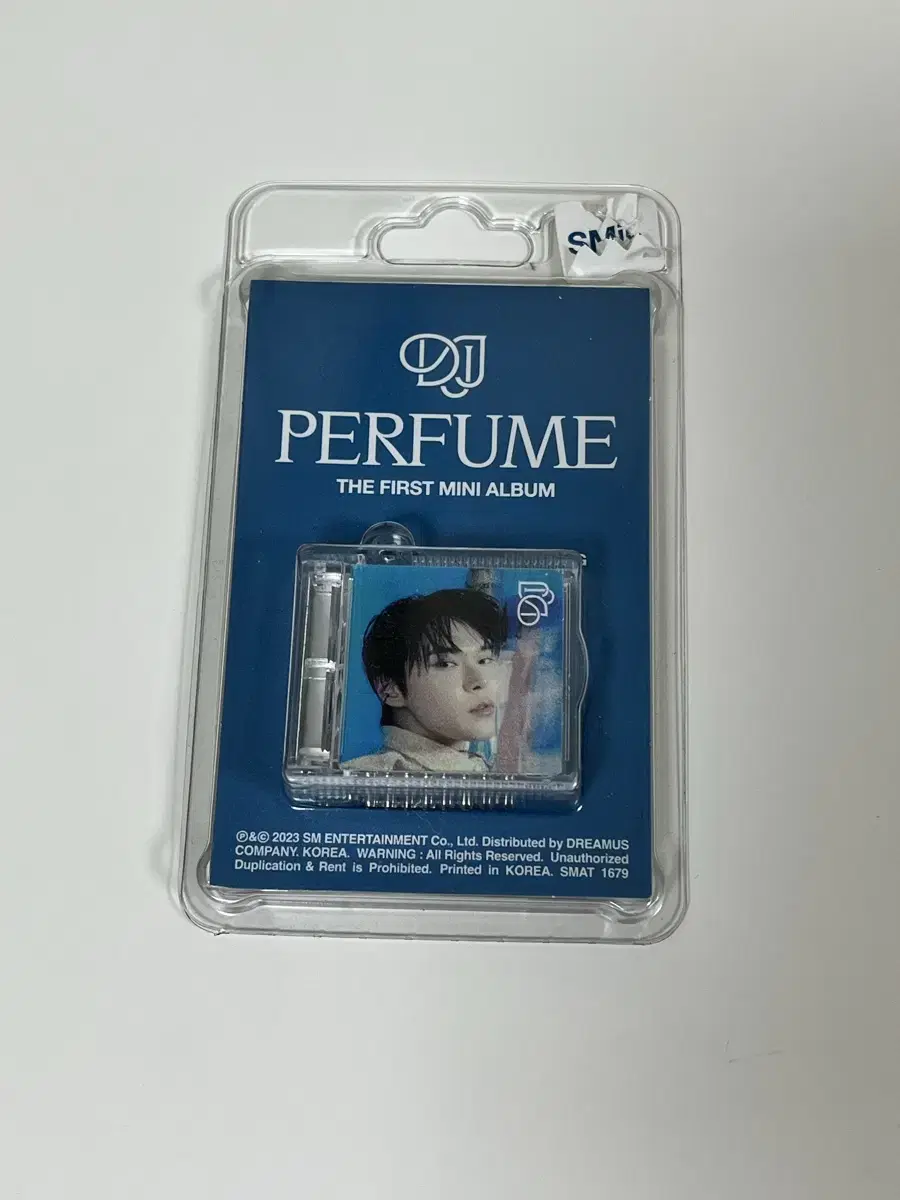 DJJ
PERFUME
THE FIRST MINI ALBUM
℗&© 2023 SM ENTERTAINMENT Co., Ltd. Distributed by DREAMUS
COMPANY. KOREA. WARNING : All Rights Reserved. Unauthorized
Duplication & Rent is Prohibited. Printed in KOREA. SMAT 1679